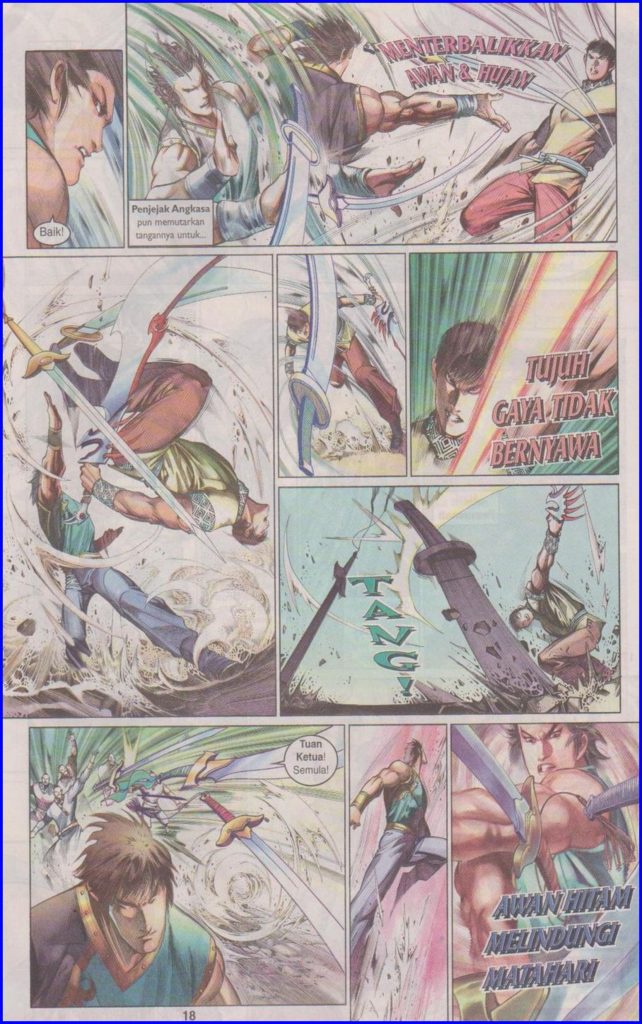 Baik!
Penjejak Angkasa
pun memutarkan
tangannya untuk...
MENTERBALIKKAN
AWAN & HUJAN
TUJUH
GAYA TIDAK
BERNYAWA
TANG!
Tuan
Ketua!
Semula!
AWAN HITAM
MELINDUNGI
MATAHARI
18